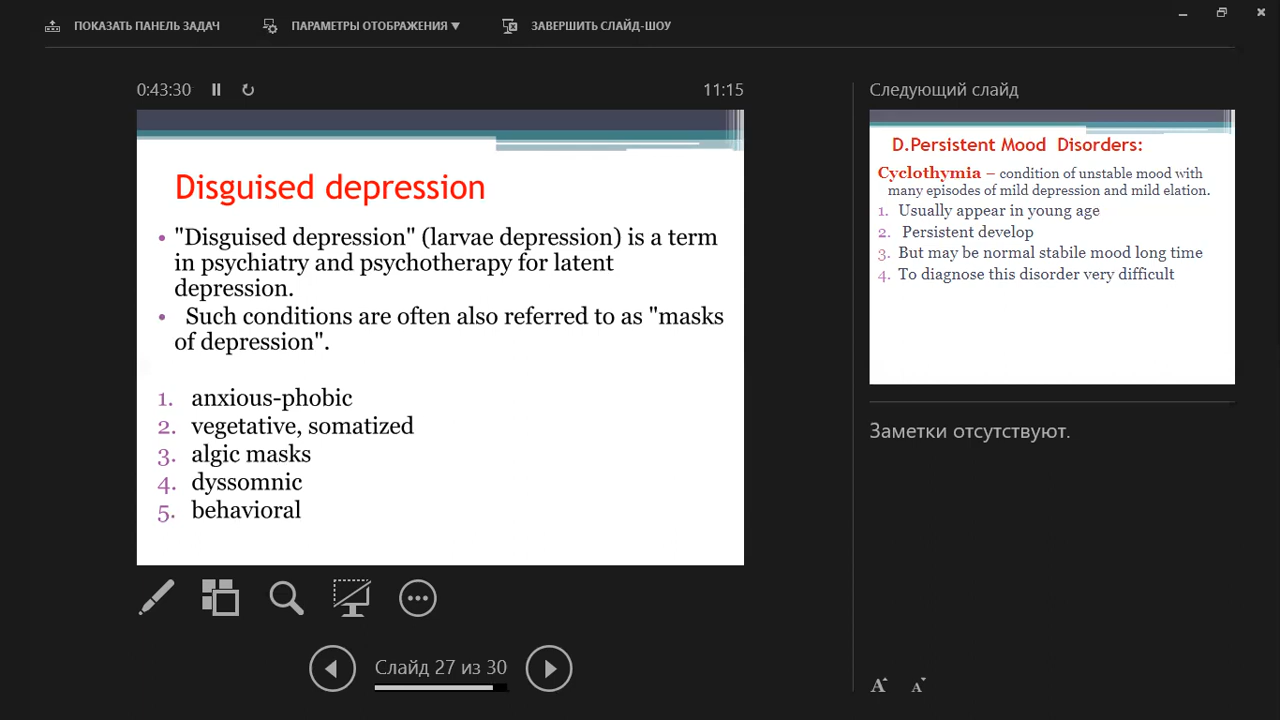 ПОКАЗАТЬ ПАНЕЛЬ ЗАДАЧ
ПАРАМЕТРЫ ОТОБРАЖЕНИЯ ▼
ЗАВЕРШИТЬ СЛАЙД-ШОУ
0:43:30
11:15
Disguised depression
• "Disguised depression" (larvae depression) is a term
in psychiatry and psychotherapy for latent
depression.
• Such conditions are often also referred to as "masks
of depression".
1. anxious-phobic
2. vegetative, somatized
3. algic masks
4. dyssomnic
5. behavioral
Слайд 27 из 30
Следующий слайд
D.Persistent Mood Disorders:
Cyclothymia – condition of unstable mood with
many episodes of mild depression and mild elation.
1. Usually appear in young age
2. Persistent develop
3. But may be normal stabile mood long time
4. To diagnose this disorder very difficult
Заметки отсутствуют.
A A